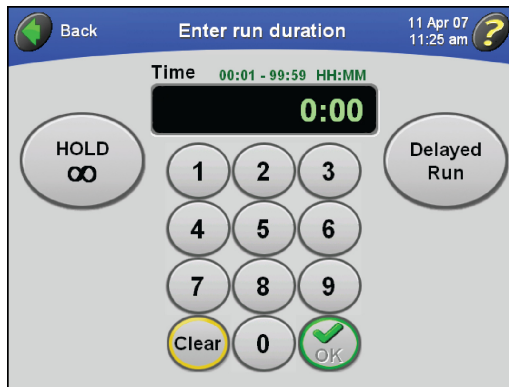 Back
Enter run duration
11 Apr 07
11:25 am
?
Time 00:01 - 99:59 HH:MM
0:00
HOLD
∞
Delayed
Run
1 2 3
4 5 6
7 8 9
Clear 0 OK